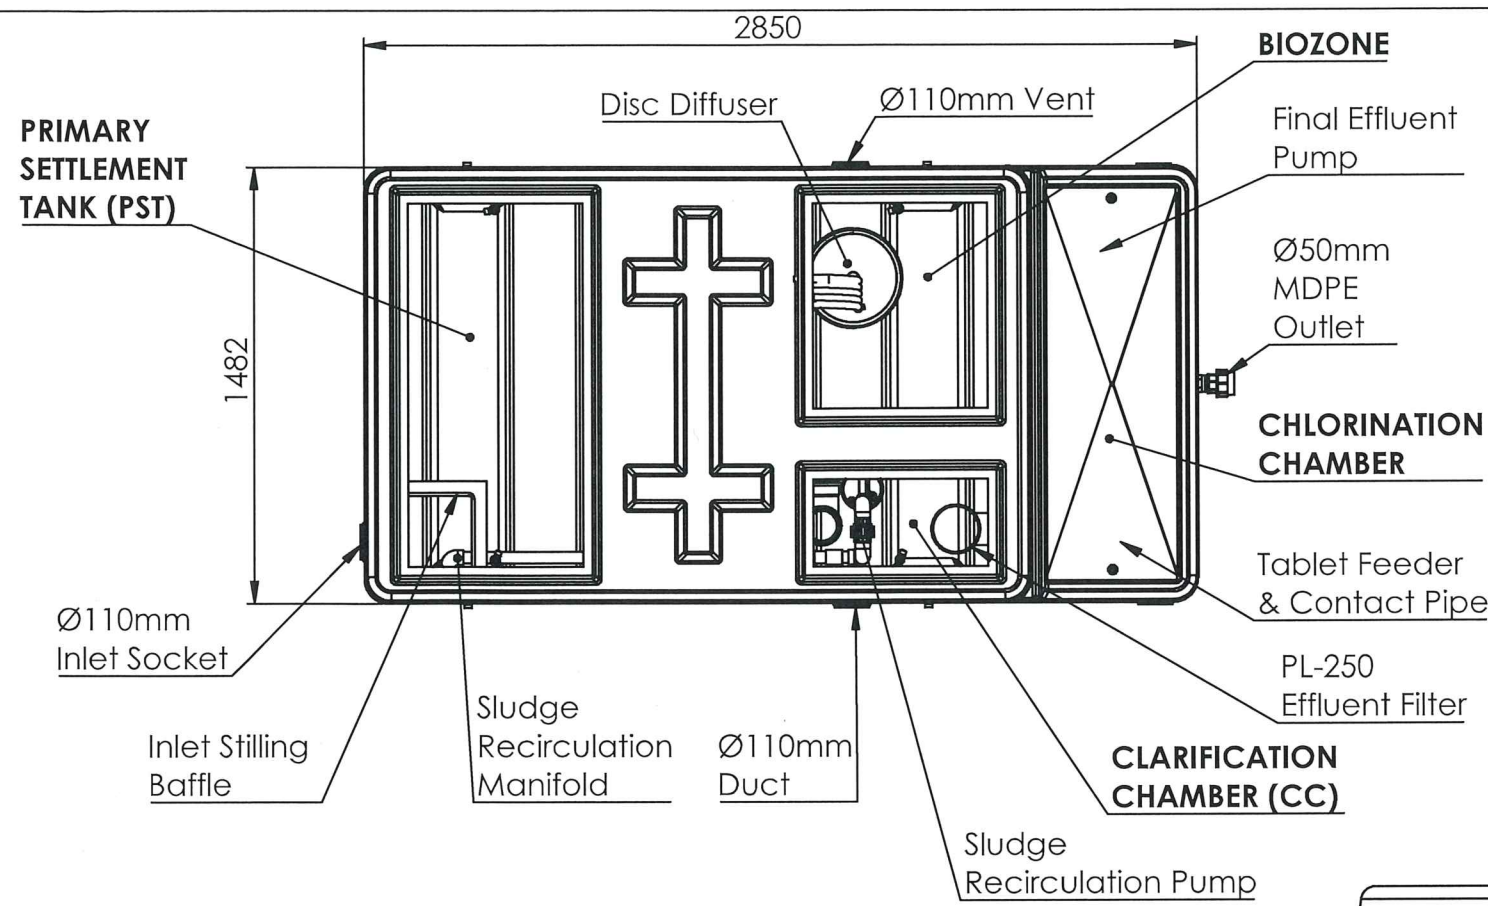 2850
BIOZONE
Disc Diffuser
Ø110mm Vent
PRIMARY
SETTLEMENT
TANK (PST)
Final Effluent
Pump
Ø50mm
MDPE
Outlet
1482
CHLORINATION
CHAMBER
Tablet Feeder
& Contact Pipe
Ø110mm
Inlet Socket
PL-250
Effluent Filter
Inlet Stilling
Baffle
Sludge
Recirculation
Manifold
Ø110mm
Duct
CLARIFICATION
CHAMBER (CC)
Sludge
Recirculation Pump